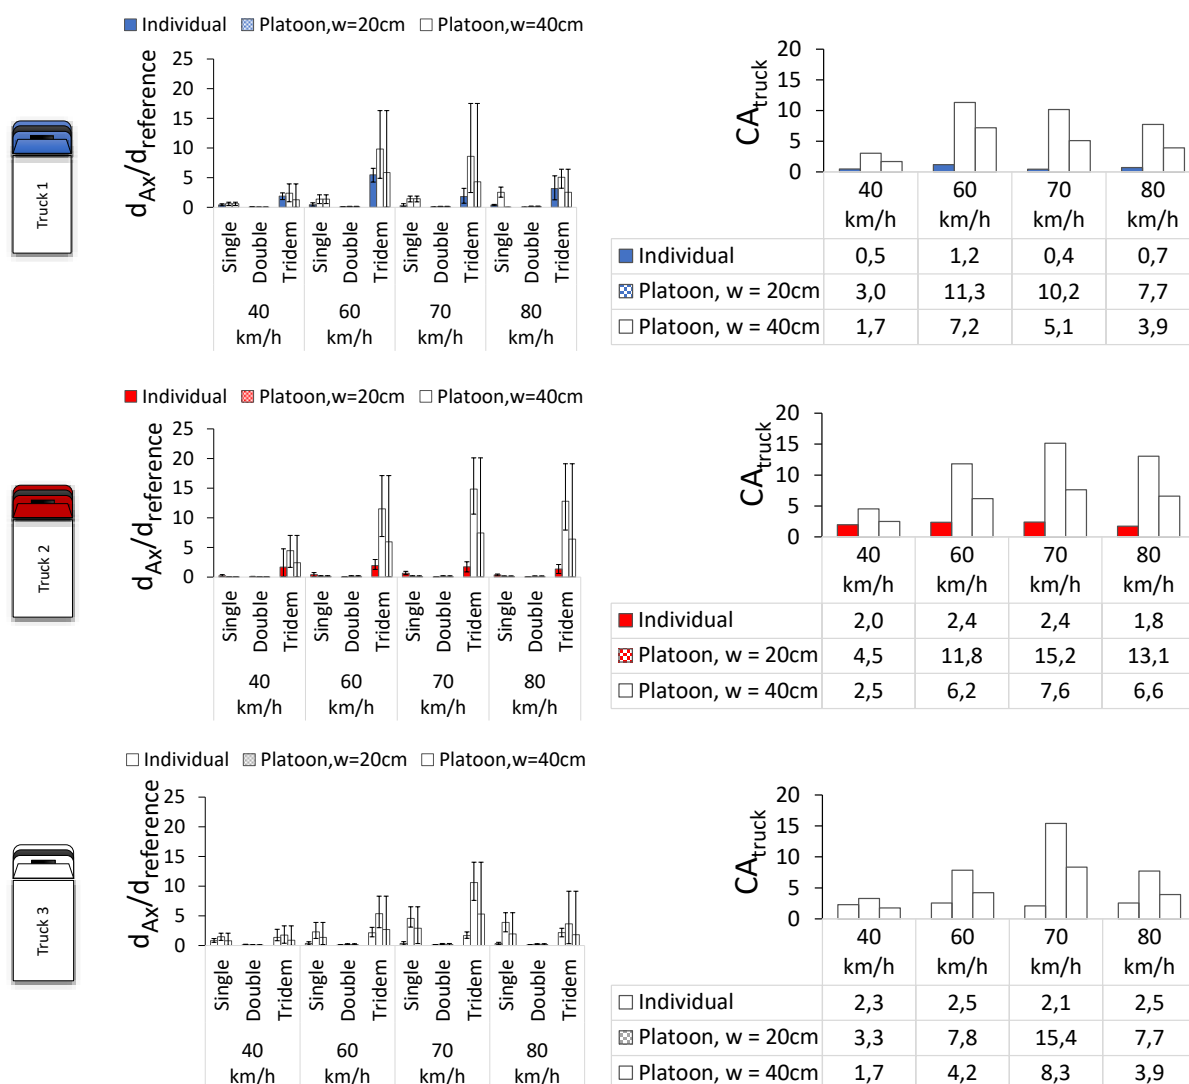 Individual Platoon,w=20cm Platoon,w=40cm
Truck 1
d_Ax/d_reference
25
20
15
10
5
0
Single Double Tridem Single Double Tridem Single Double Tridem Single Double Tridem
40 60 70 80
km/h km/h km/h km/h
CA_truck
20
15
10
5
0
40 60 70 80
km/h km/h km/h km/h
Individual 0,5 1,2 0,4 0,7
Platoon, w = 20cm 3,0 11,3 10,2 7,7
Platoon, w = 40cm 1,7 7,2 5,1 3,9
Individual Platoon,w=20cm Platoon,w=40cm
Truck 2
d_Ax/d_reference
25
20
15
10
5
0
Single Double Tridem Single Double Tridem Single Double Tridem Single Double Tridem
40 60 70 80
km/h km/h km/h km/h
CA_truck
20
15
10
5
0
40 60 70 80
km/h km/h km/h km/h
Individual 2,0 2,4 2,4 1,8
Platoon, w = 20cm 4,5 11,8 15,2 13,1
Platoon, w = 40cm 2,5 6,2 7,6 6,6
Individual Platoon,w=20cm Platoon,w=40cm
Truck 3
d_Ax/d_reference
25
20
15
10
5
0
Single Double Tridem Single Double Tridem Single Double Tridem Single Double Tridem
40 60 70 80
km/h km/h km/h km/h
CA_truck
20
15
10
5
0
40 60 70 80
km/h km/h km/h km/h
Individual 2,3 2,5 2,1 2,5
Platoon, w = 20cm 3,3 7,8 15,4 7,7
Platoon, w = 40cm 1,7 4,2 8,3 3,9